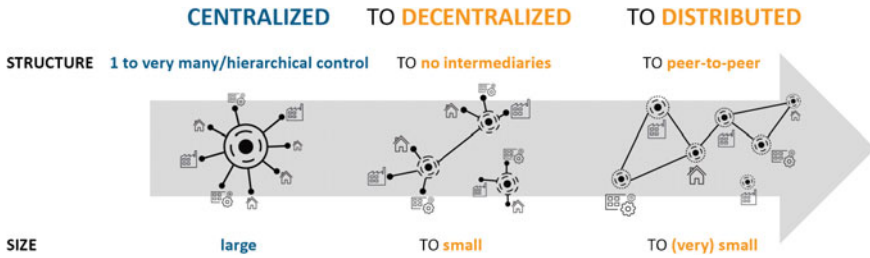 CENTRALIZED TO DECENTRALIZED TO DISTRIBUTED
STRUCTURE 1 to very many/hierarchical control TO no intermediaries TO peer-to-peer
SIZE large TO small TO (very) small